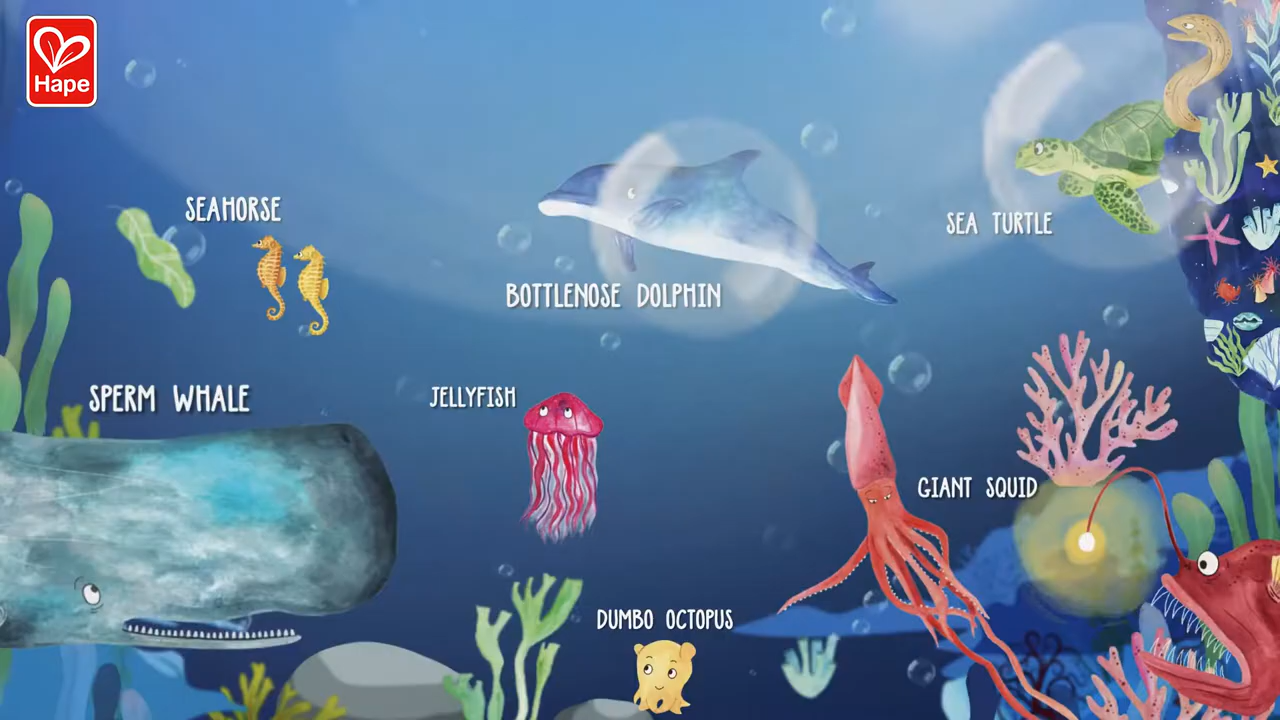 Hape
SEAHORSE
SEA TURTLE
BOTTLENOSE DOLPHIN
SPERM WHALE
JELLYFISH
GIANT SQUID
DUMBO OCTOPUS